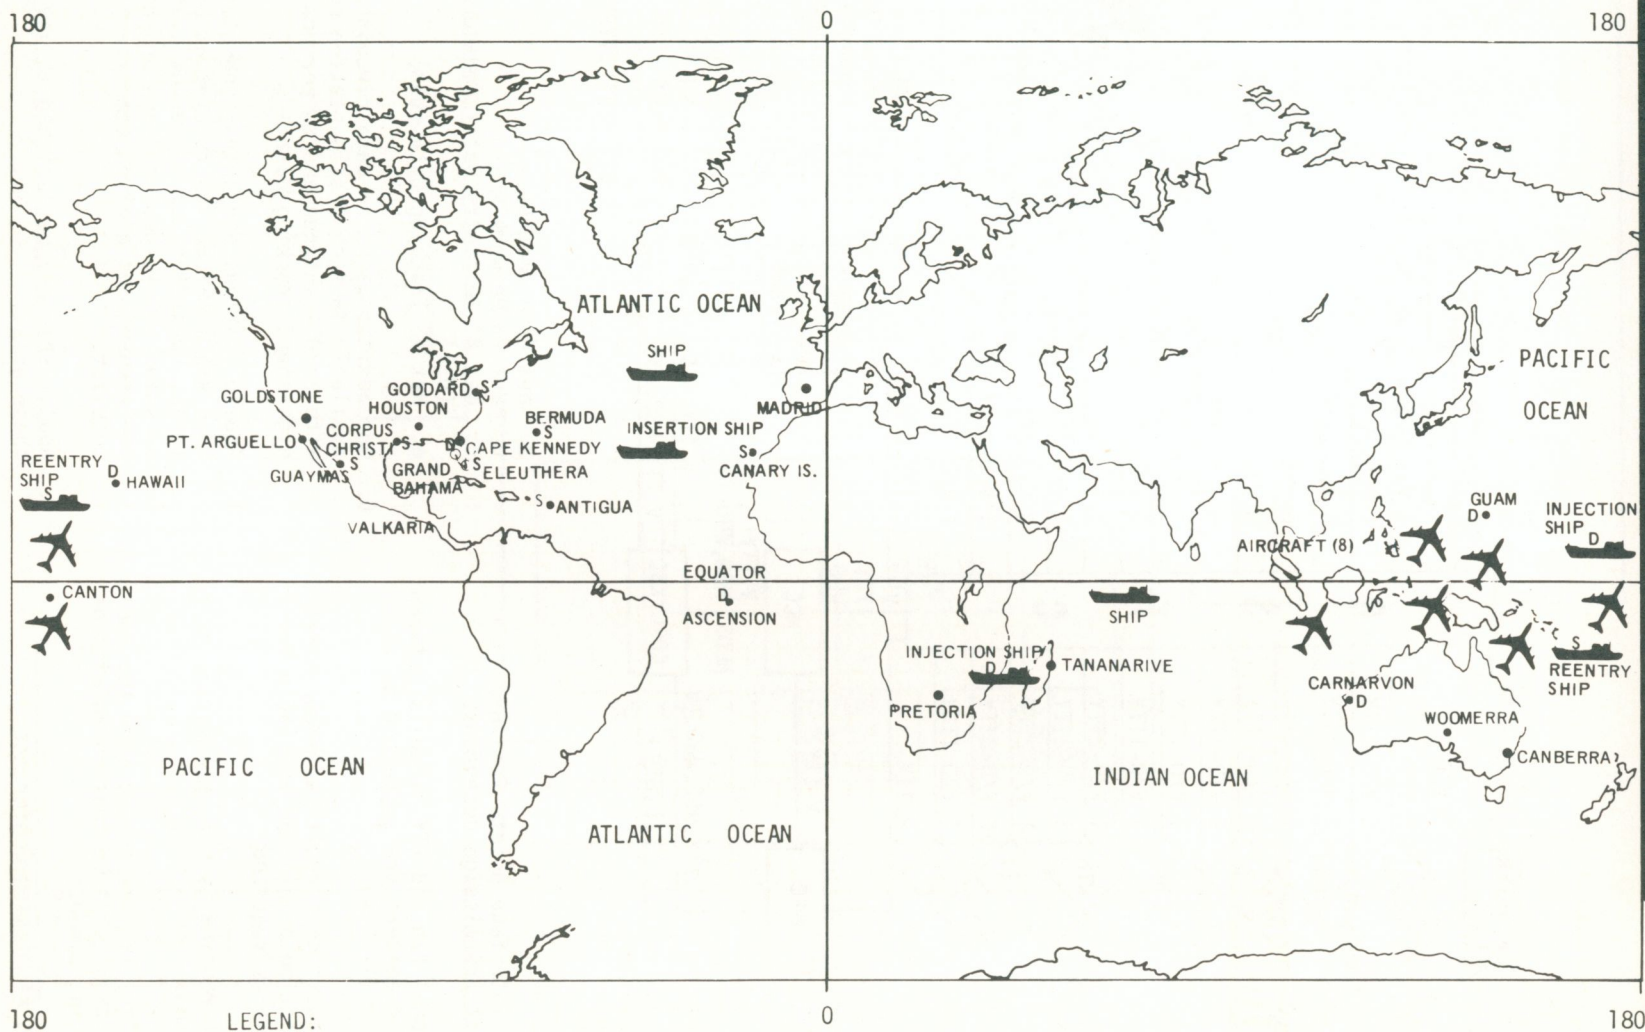 180 0 180
ATLANTIC OCEAN
SHIP
PACIFIC
OCEAN
GODDARD S
GOLDSTONE
HOUSTON
MADRID
BERMUDA
S
CORPUS
CHRISTI S
PT. ARGUELLO
INSERTION SHIP
D CAPE KENNEDY
S
CANARY IS.
REENTRY
SHIP
S
D
HAWAII
GUAYMAS S
GRAND
BAHAMA
S
ELEUTHERA
S ANTIGUA
VALKARIA
GUAM
D
INJECTION
SHIP D
AIRCRAFT (8)
EQUATOR
CANTON
D
ASCENSION
SHIP
INJECTION SHIP
D
TANANARIVE
S
REENTRY
SHIP
CARNARVON
D
PRETORIA
WOOMERRA
CANBERRA
PACIFIC OCEAN
INDIAN OCEAN
ATLANTIC OCEAN
180 0 180
LEGEND: